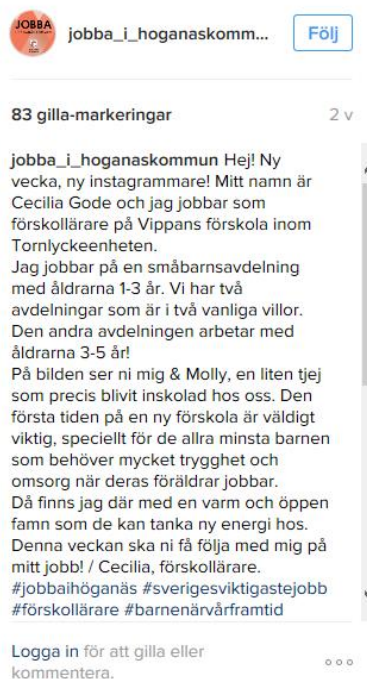 JOBBA
jobba_i_hoganaskomm...
Följ
83 gilla-markeringar
2 v
jobba_i_hoganaskommun Hej! Ny
vecka, ny instagrammare! Mitt namn är
Cecilia Gode och jag jobbar som
förskollärare på Vippans förskola inom
Tornlyckeenheten.
Jag jobbar på en småbarnsavdelning
med åldrarna 1-3 år. Vi har två
avdelningar som är i två vanliga villor.
Den andra avdelningen arbetar med
åldrarna 3-5 år!
På bilden ser ni mig & Molly, en liten tjej
som precis blivit inskolad hos oss. Den
första tiden på en ny förskola är väldigt
viktig, speciellt för de allra minsta barnen
som behöver mycket trygghet och
omsorg när deras föräldrar jobbar.
Då finns jag där med en varm och öppen
famn som de kan tanka ny energi hos.
Denna veckan ska ni få följa med mig på
mitt jobb! / Cecilia, förskollärare.
#jobbaihöganäs #sverigesviktigastejobb
#förskollärare #barnenärvårframtid
Logga in för att gilla eller
kommentera.